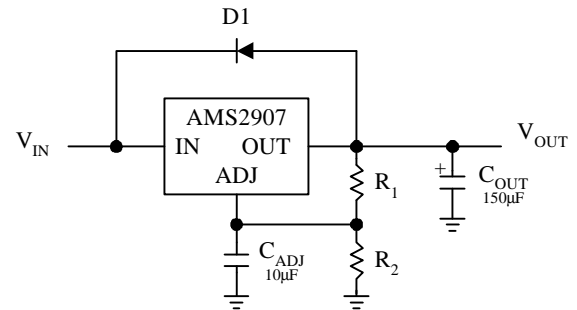 D1
AMS2907
V_IN
IN OUT
V_OUT
ADJ
R_1
+
C_OUT
150µF
C_ADJ
10µF
R_2